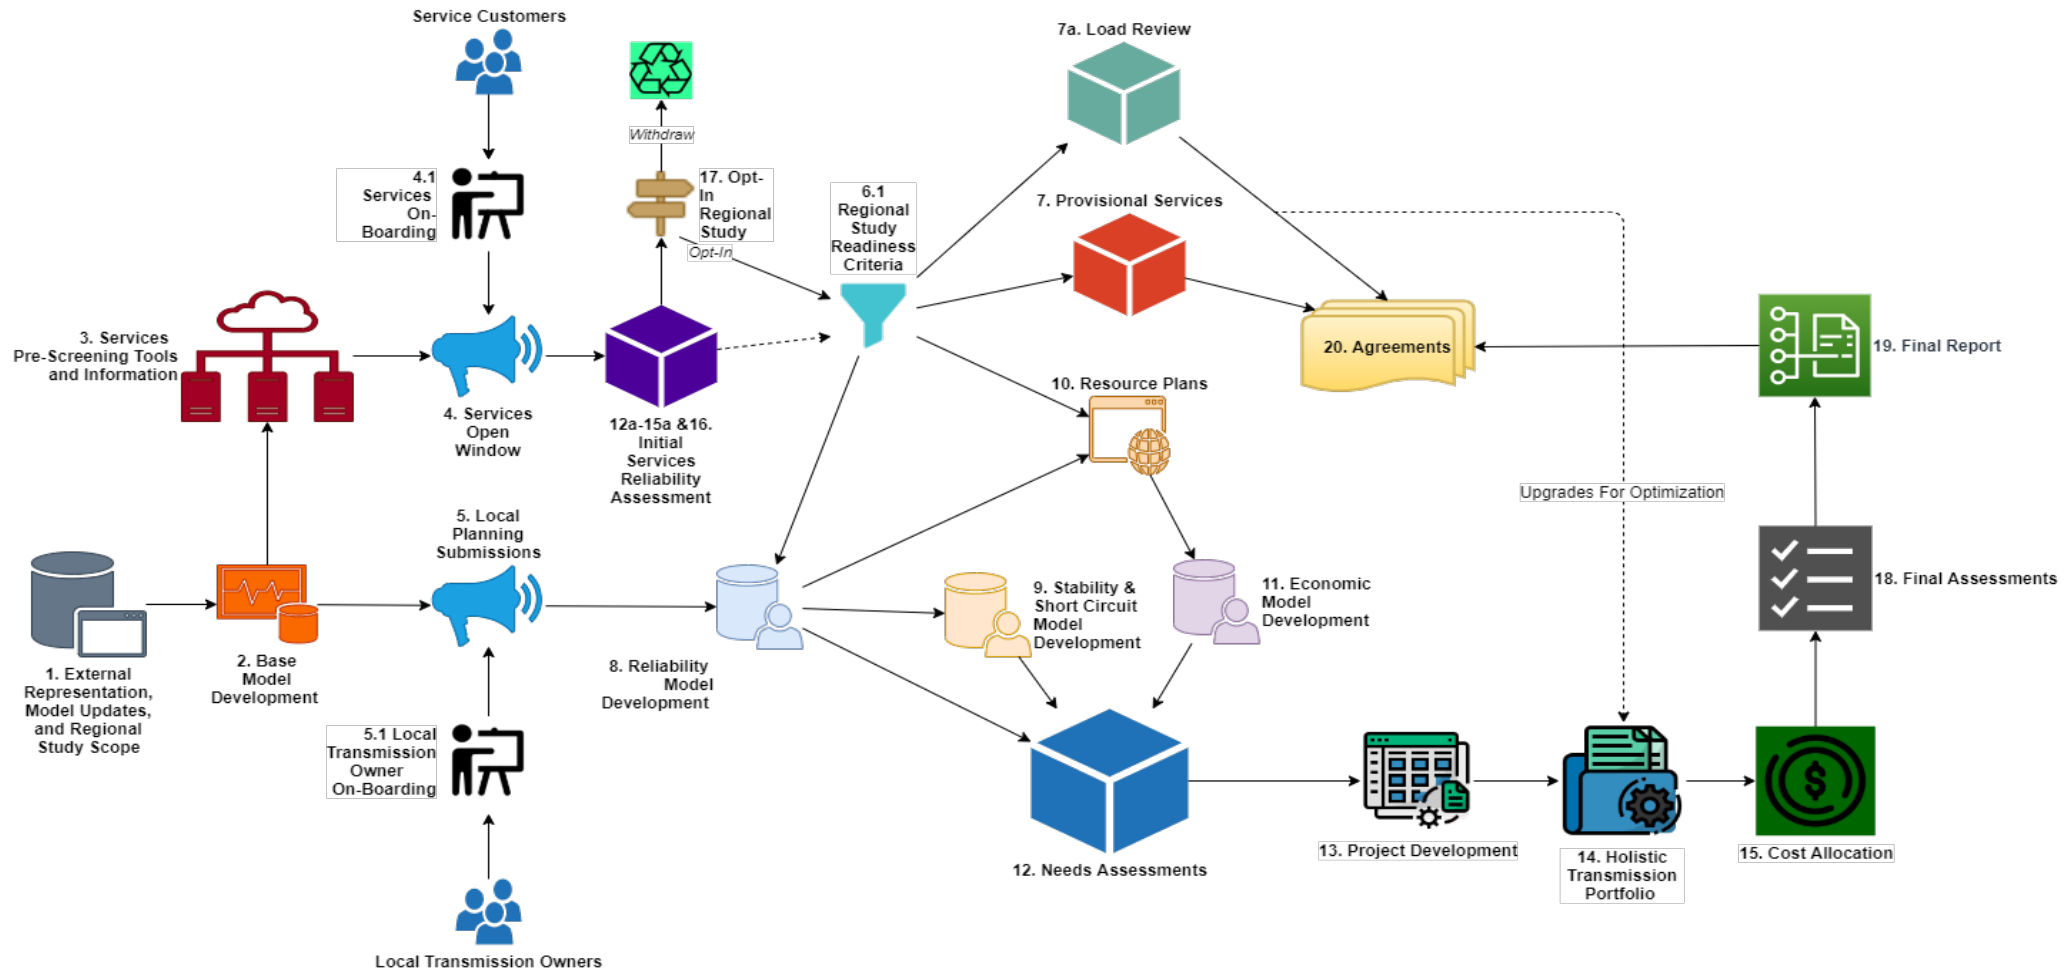 Service Customers
4.1
Services
On-
Boarding
Withdraw
17. Opt-
In
Regional
Study
Opt-In
6.1
Regional
Study
Readiness
Criteria
7a. Load Review
7. Provisional Services
3. Services
Pre-Screening Tools
and Information
4. Services
Open
Window
12a-15a &16.
Initial
Services
Reliability
Assessment
10. Resource Plans
20. Agreements
19. Final Report
Upgrades For Optimization
5. Local
Planning
Submissions
1. External
Representation,
Model Updates,
and Regional
Study Scope
2. Base
Model
Development
8. Reliability
Model
Development
9. Stability &
Short Circuit
Model
Development
11. Economic
Model
Development
18. Final Assessments
5.1 Local
Transmission
Owner
On-Boarding
Local Transmission Owners
12. Needs Assessments
13. Project Development
14. Holistic
Transmission
Portfolio
$
15. Cost Allocation